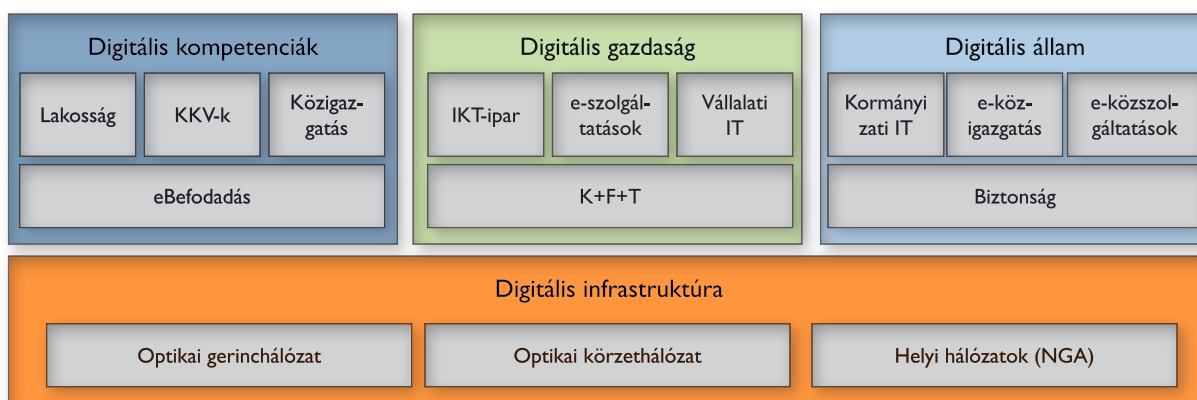 Digitális kompetenciák
Lakosság
KKV-k
Közigaz-
gatás
eBefodadás
Digitális gazdaság
IKT-ipar
e-szolgál-
tatások
Vállalati
IT
K+F+T
Digitális állam
Kormányi
zati IT
e-köz-
igazgatás
e-közszol-
gáltatások
Biztonság
Digitális infrastruktúra
Optikai gerinchálózat
Optikai körzethálózat
Helyi hálózatok (NGA)